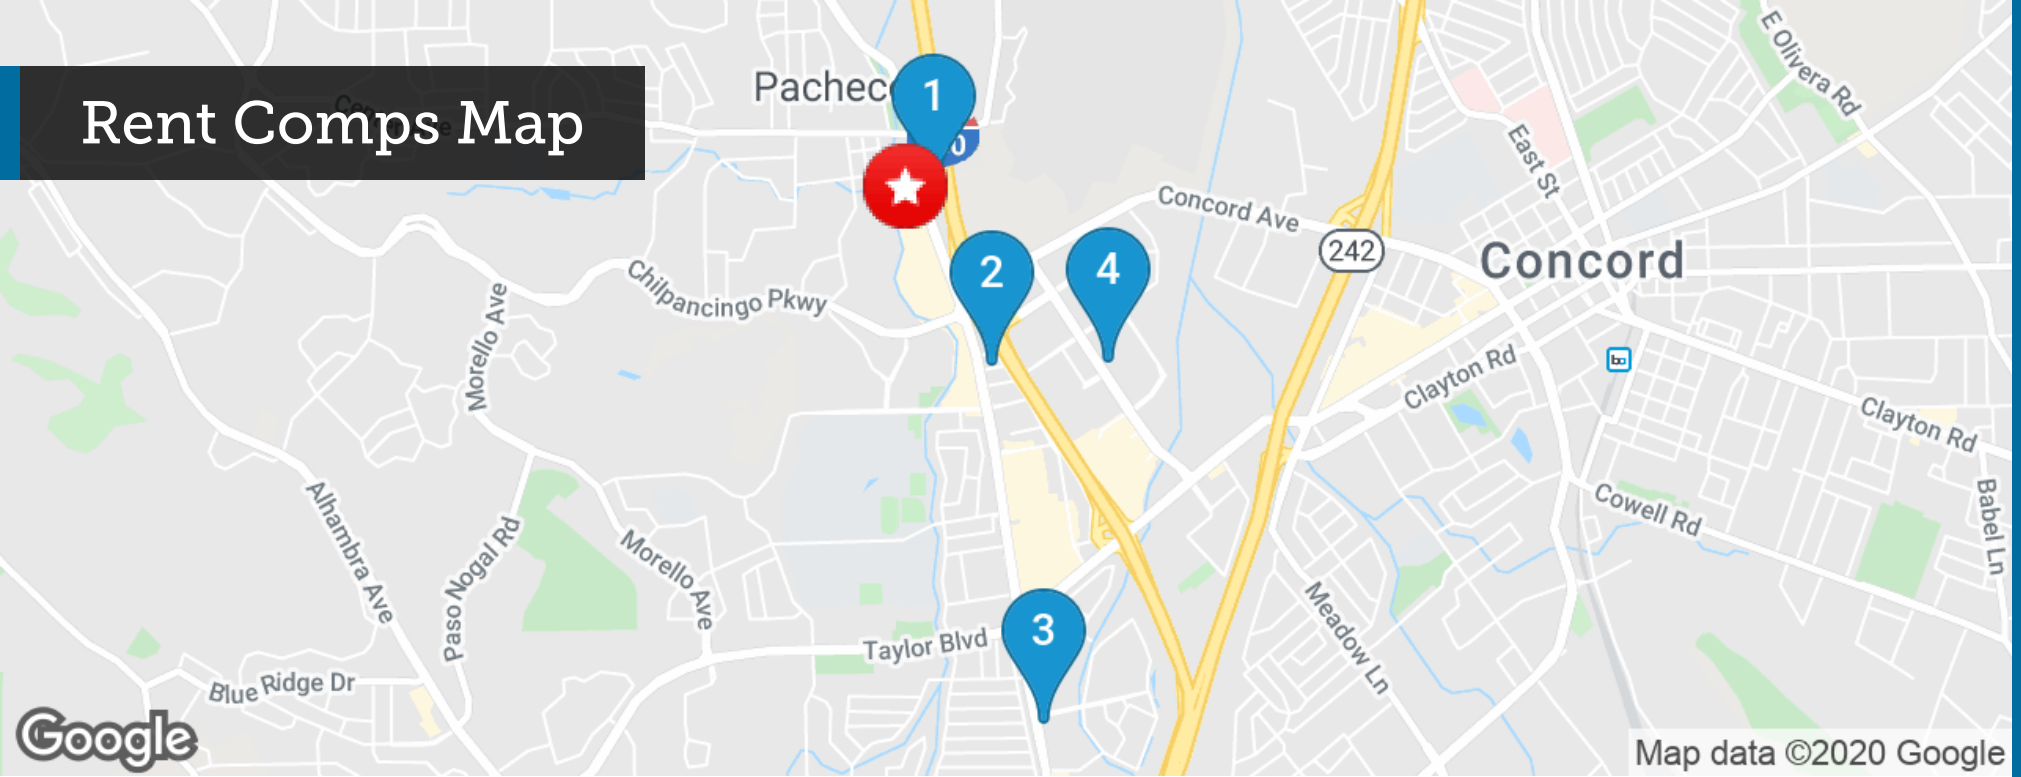 Rent Comps Map
Pachec
1
E Olivera Rd
East St
Concord Ave
242
Concord
2
4
Chilpancingo Pkwy
Morello Ave
Clayton Rd
Clayton Rd
Alhambra Ave
Paso Nogal Rd
Morello Ave
Cowell Rd
Babel Ln
Meadow Ln
3
Taylor Blvd
Blue Ridge Dr
Google
Map data ©2020 Google